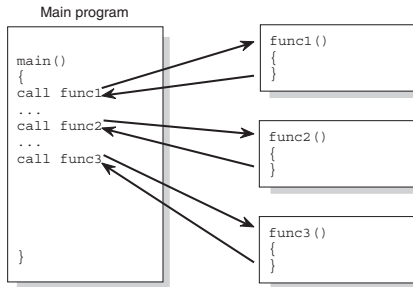 Main program
main()
{
call func1
...
call func2
...
call func3
}
func1()
{
}
func2()
{
}
func3()
{
}